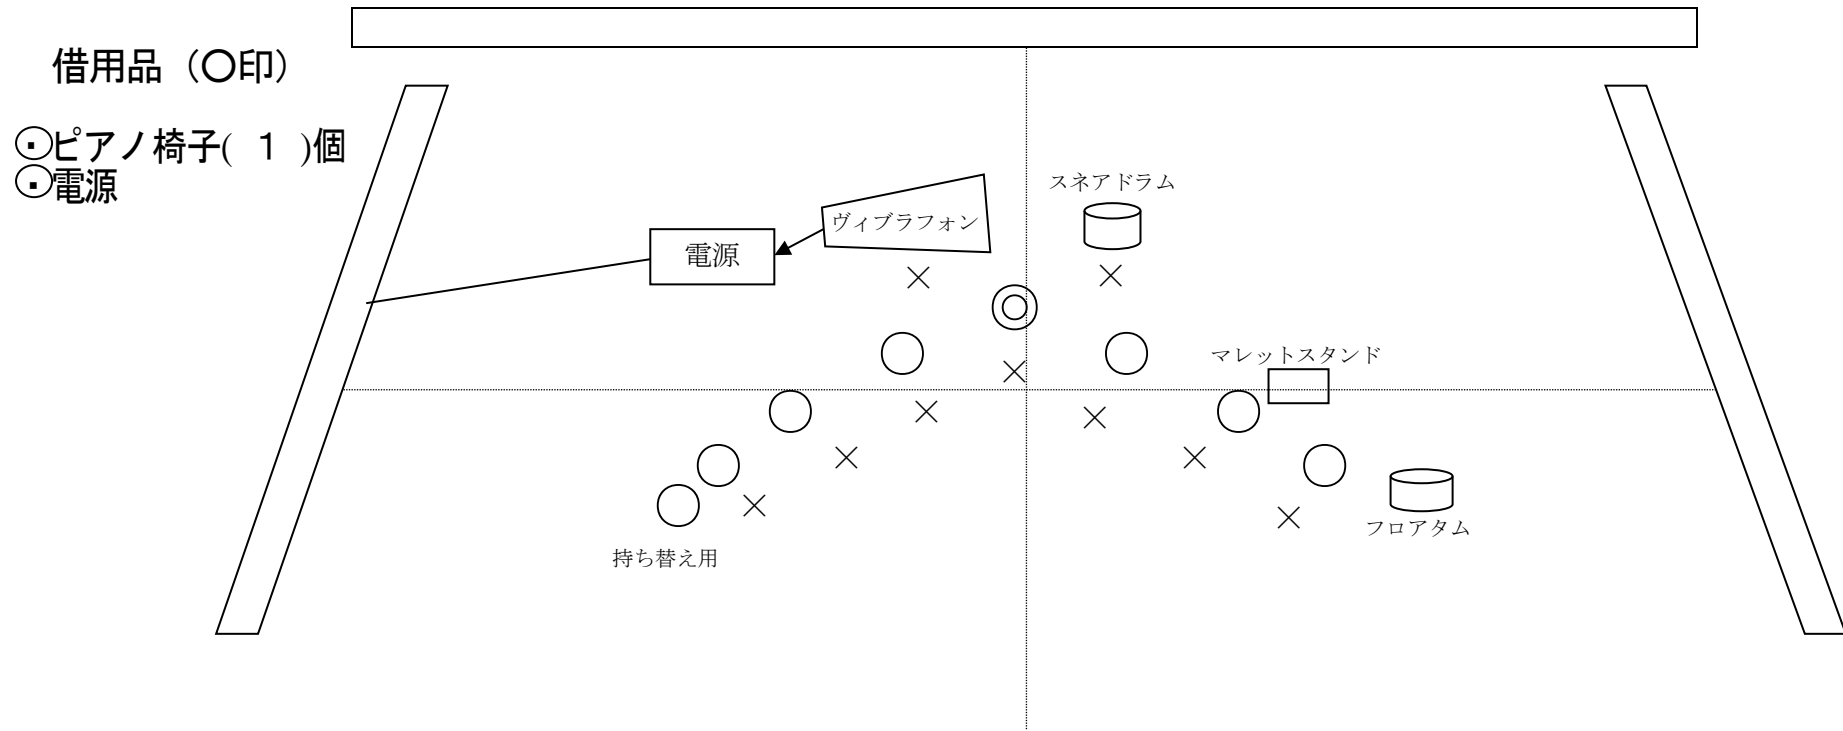 借用品（〇印）
・ピアノ椅子( 1 )個
・電源
スネアドラム
ヴィブラフォン
電源
マレットスタンド
フロアタム
持ち替え用